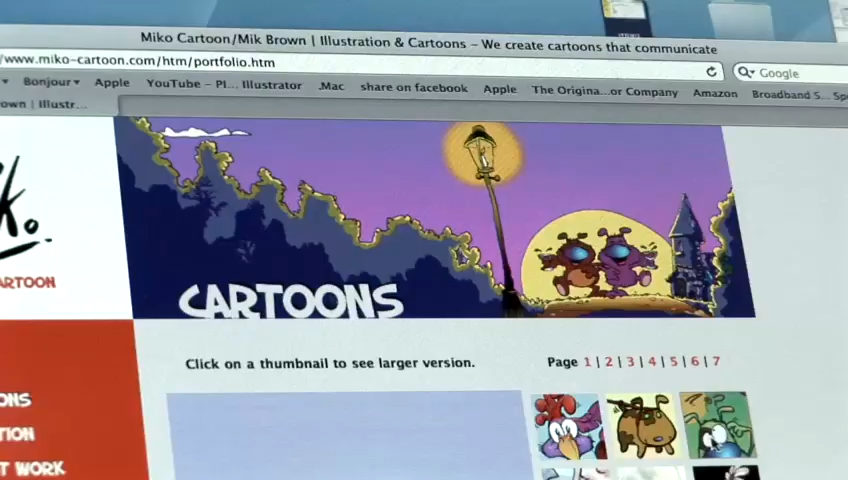 Miko Cartoon/Mik Brown | Illustration & Cartoons – We create cartoons that communicate
/www.miko-cartoon.com/htm/portfolio.htm
Google
Bonjour Apple YouTube – Pl... Illustrator .Mac share on facebook Apple The Origina...or Company Amazon Broadband S... Spe
own | Illustr...
ko.
ARTOON
CARTOONS
Click on a thumbnail to see larger version.
Page 1 | 2 | 3 | 4 | 5 | 6 | 7
ONS
TION
T WORK